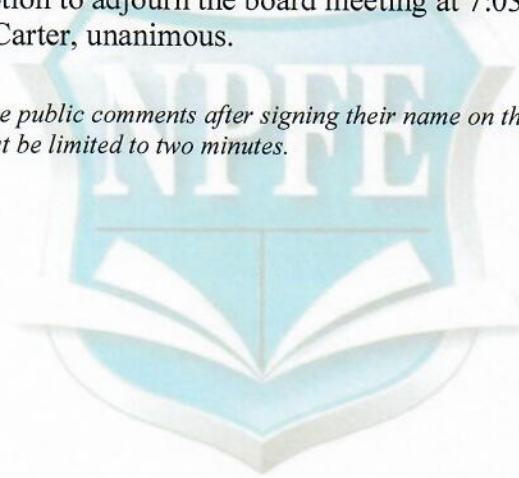 tion to adjourn the board meeting at 7:03
Carter, unanimous.
e public comments after signing their name on th
t be limited to two minutes.
NPFE